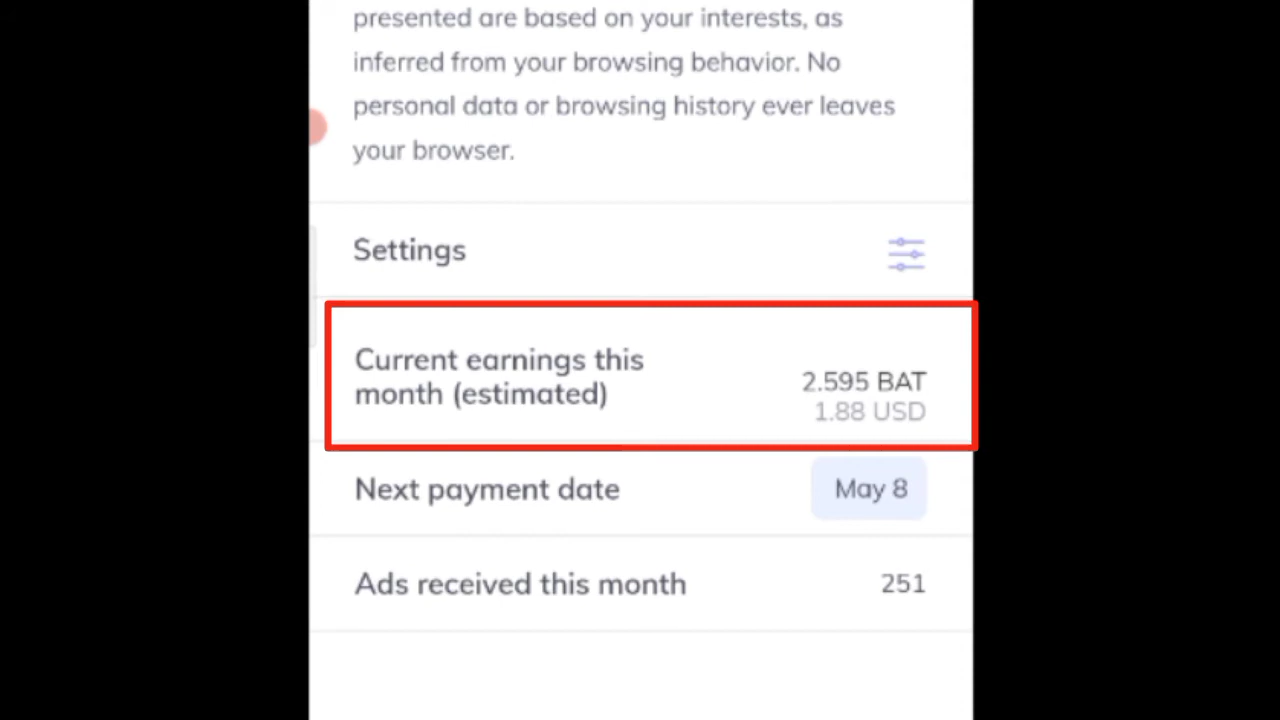 presented are based on your interests, as
inferred from your browsing behavior. No
personal data or browsing history ever leaves
your browser.
Settings
Current earnings this
month (estimated)
2.595 BAT
1.88 USD
Next payment date
May 8
Ads received this month
251